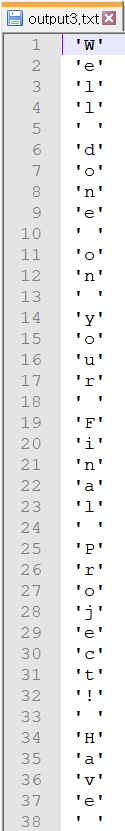 output3.txt
1 'W'
2 'e'
3 'l'
4 'l'
5 ' '
6 'd'
7 'o'
8 'n'
9 'e'
10 ' '
11 'o'
12 'n'
13 ' '
14 'y'
15 'o'
16 'u'
17 'r'
18 ' '
19 'F'
20 'i'
21 'n'
22 'a'
23 'l'
24 ' '
25 'P'
26 'r'
27 'o'
28 'j'
29 'e'
30 'c'
31 't'
32 '!'
33 ' '
34 'H'
35 'a'
36 'v'
37 'e'
38 ' '